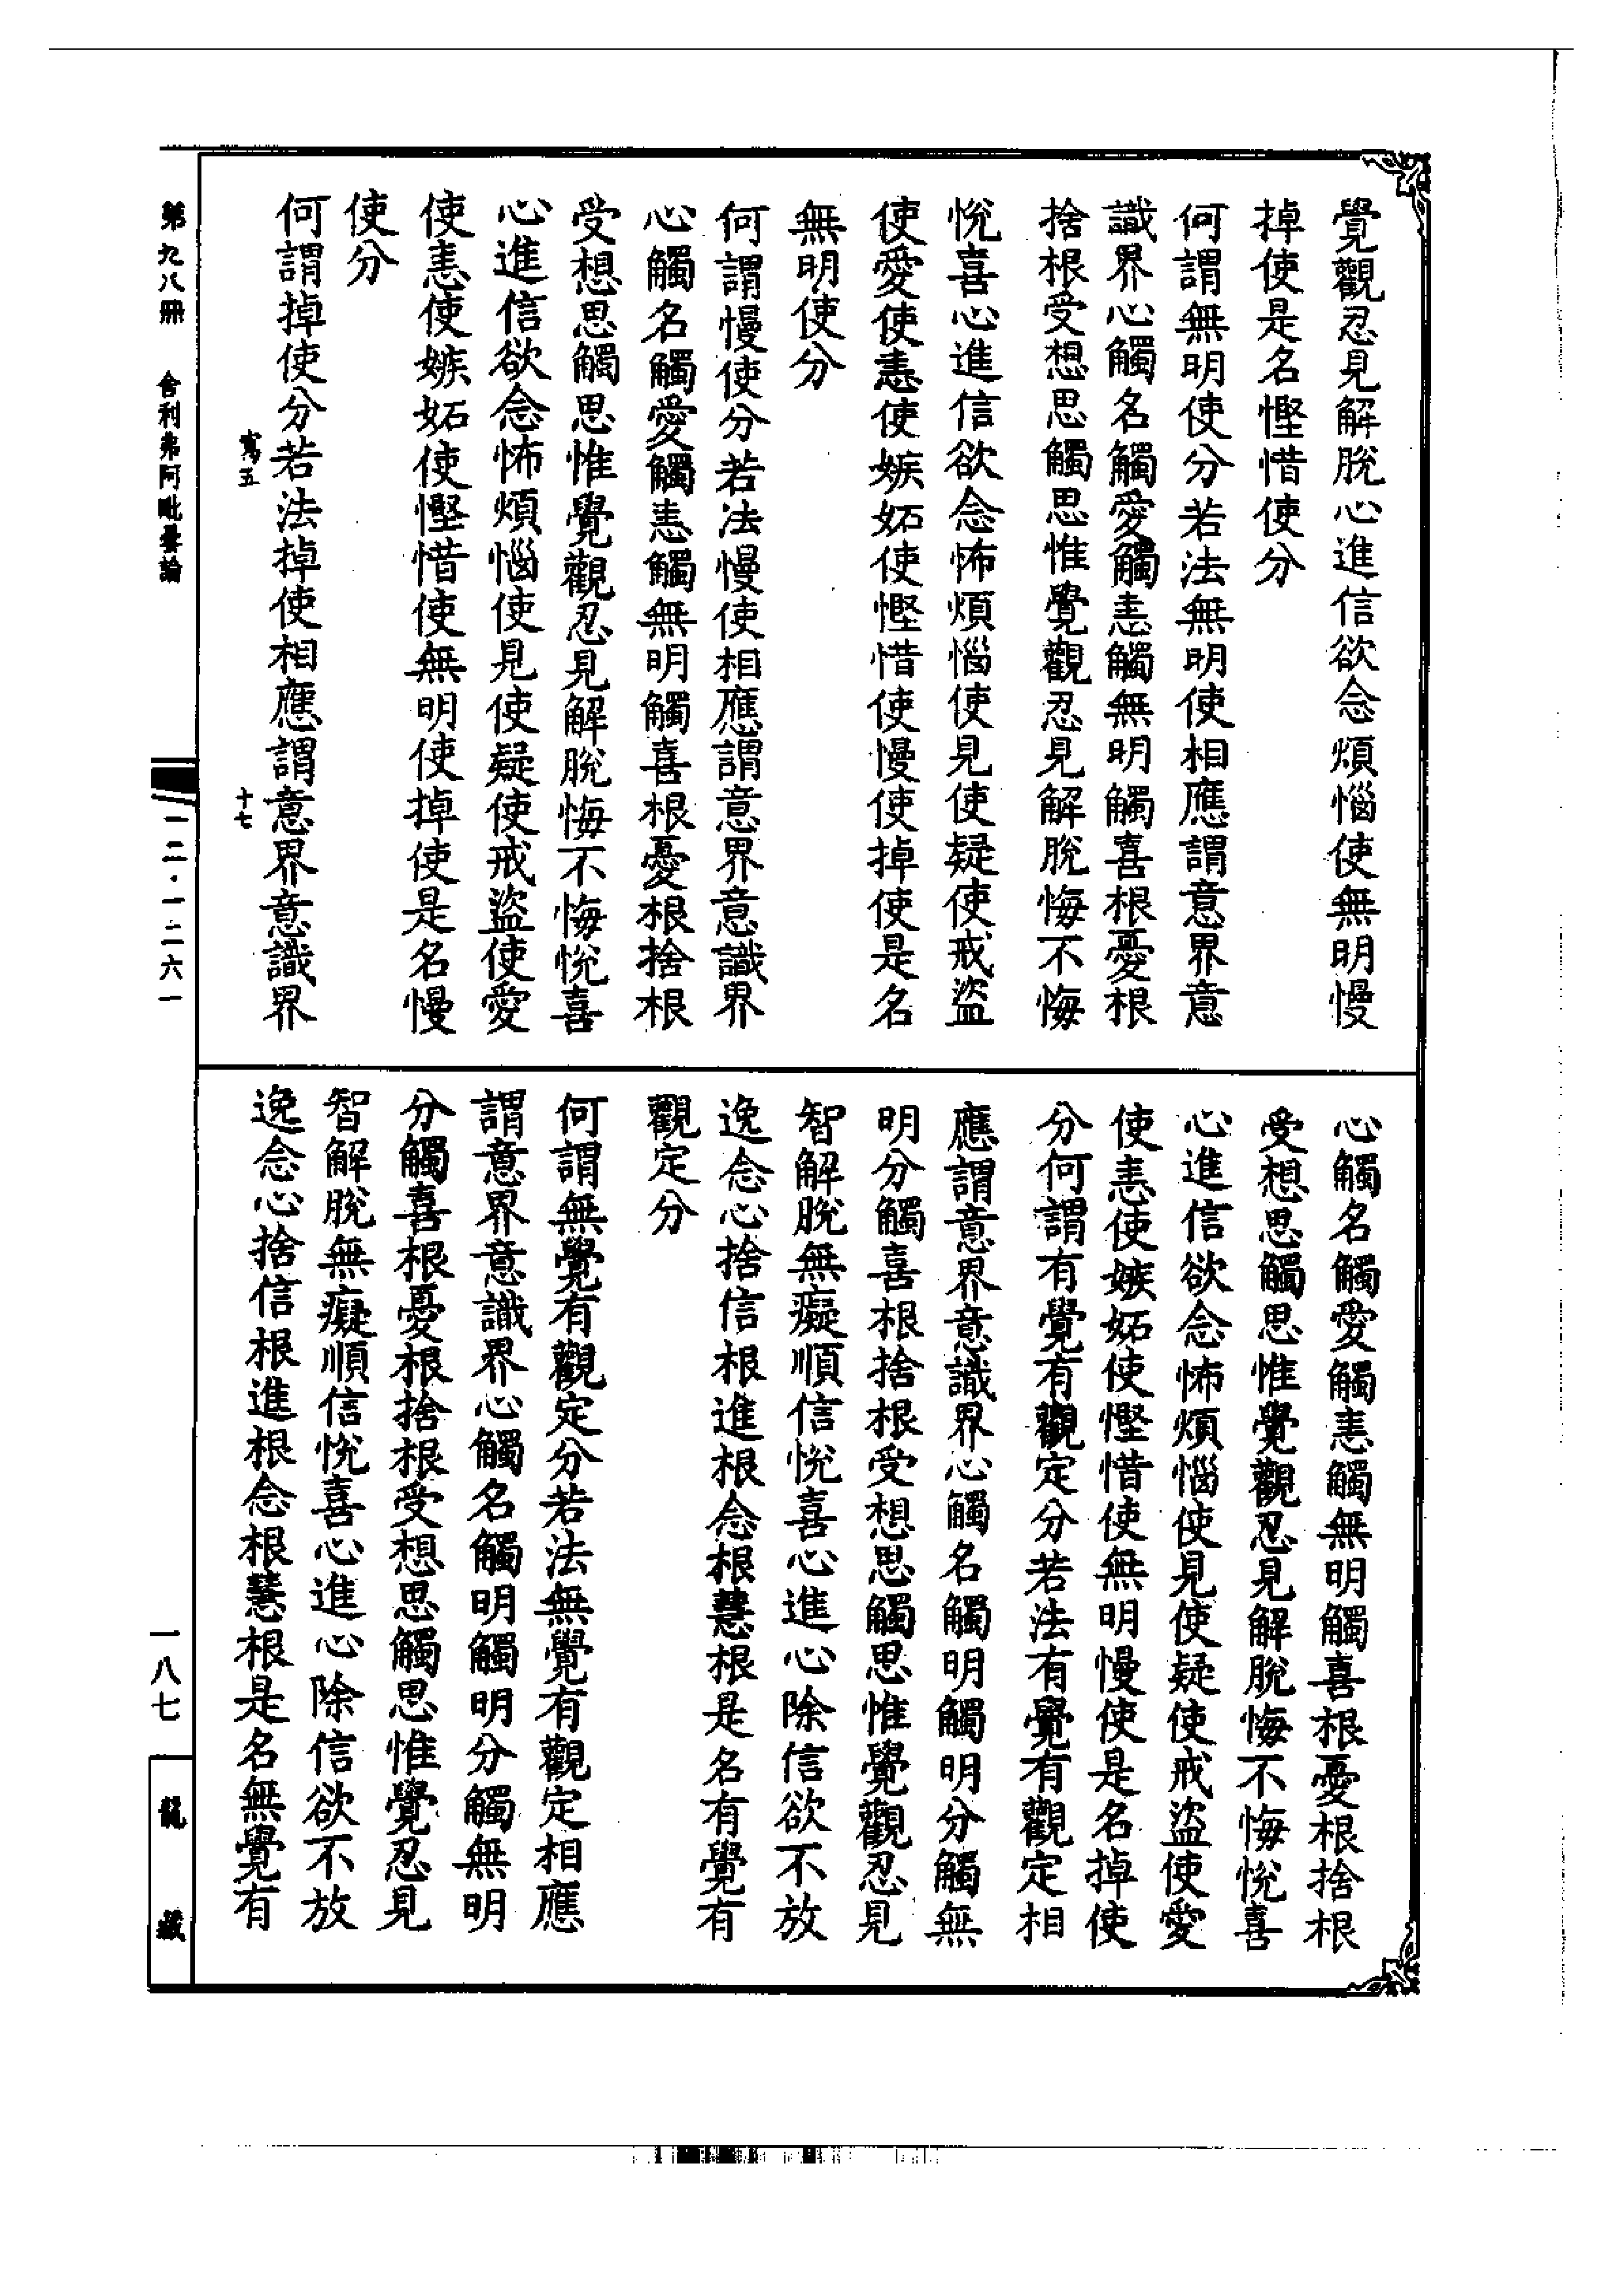 覺觀忍見解脫心進信欲念煩惱使無明慢
掉使是名慳惜使分
何謂無明使分若法無明使相應謂意界意
識界心觸名觸愛觸恚觸無明觸喜根憂根
捨根受想思觸思惟覺觀忍見解脫悔不悔
悅喜心進信欲念怖煩惱使見使疑使戒盜
使愛使恚使嫉妬使慳惜使慢使掉使是名
無明使分
何謂慢使分若法慢使相應謂意界意識界
心觸名觸愛觸恚觸無明觸喜根憂根捨根
受想思觸思惟覺觀忍見解脫悔不悔悅喜
心進信欲念怖煩惱使見使疑使戒盜使愛
使恚使嫉妬使慳惜使無明使掉使是名慢
使分
何謂掉使分若法掉使相應謂意界意識界
心觸名觸愛觸恚觸無明觸喜根憂根捨根
受想思觸思惟覺觀忍見解脫悔不悔悅喜
心進信欲念怖煩惱使見使疑使戒盜使愛
使恚使嫉妬使慳惜使無明慢使是名掉使
分何謂有覺有觀定分若法有覺有觀定相
應謂意界意識界心觸名觸明觸明分觸無
明分觸喜根捨根受想思觸思惟覺觀忍見
智解脫無癡順信悅喜心進心除信欲不放
逸念心捨信根進根念根慧根是名有覺有
觀定分
何謂無覺有觀定分若法無覺有觀定相應
謂意界意識界心觸名觸明觸明分觸無明
分觸喜根憂根捨根受想思觸思惟覺忍見
智解脫無癡順信悅喜心進心除信欲不放
逸念心捨信根進根念根慧根是名無覺有
寫五
十七
第九八冊 舍利弗阿毗曇論
一二·一·二六一
一八七
龍藏